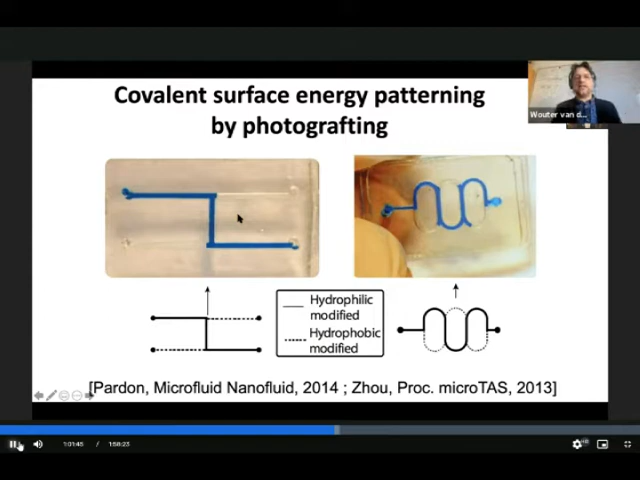 Covalent surface energy patterning
by photografting
Wouter van d...
Hydrophilic
modified
Hydrophobic
modified
[Pardon, Microfluid Nanofluid, 2014 ; Zhou, Proc. microTAS, 2013]
1:01:45 / 1:58:23